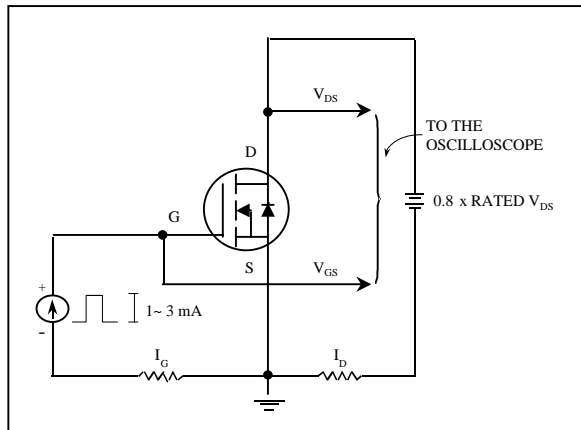 V_DS
TO THE
OSCILLOSCOPE
D
0.8 x RATED V_DS
G
S
V_GS
+
-
1~ 3 mA
I_G
I_D